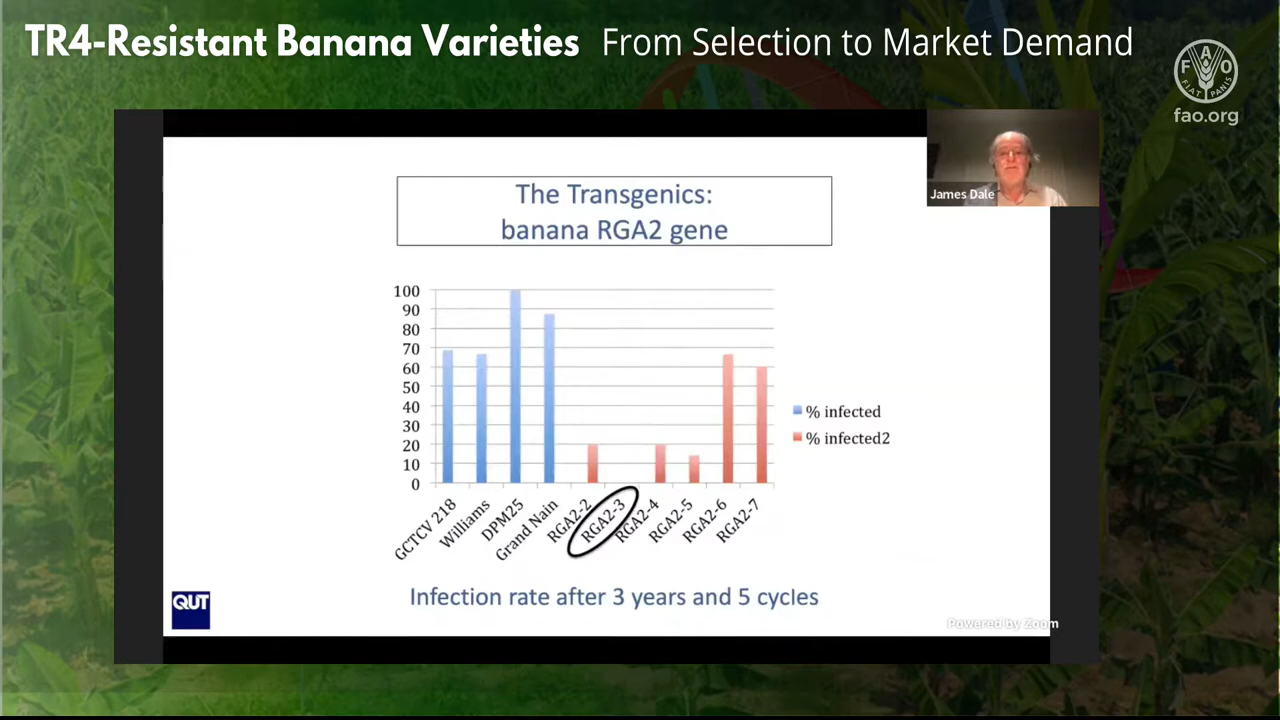 TR4-Resistant Banana Varieties From Selection to Market Demand
F A O
FIAT PANIS
fao.org
James Dale
The Transgenics:
banana RGA2 gene
100
90
80
70
60
50
40
30
20
10
0
GCTCV 218
Williams
DPM25
Grand Nain
RGA2-2
RGA2-3
RGA2-4
RGA2-5
RGA2-6
RGA2-7
% infected
% infected2
Infection rate after 3 years and 5 cycles
QUT
Powered by Zoom